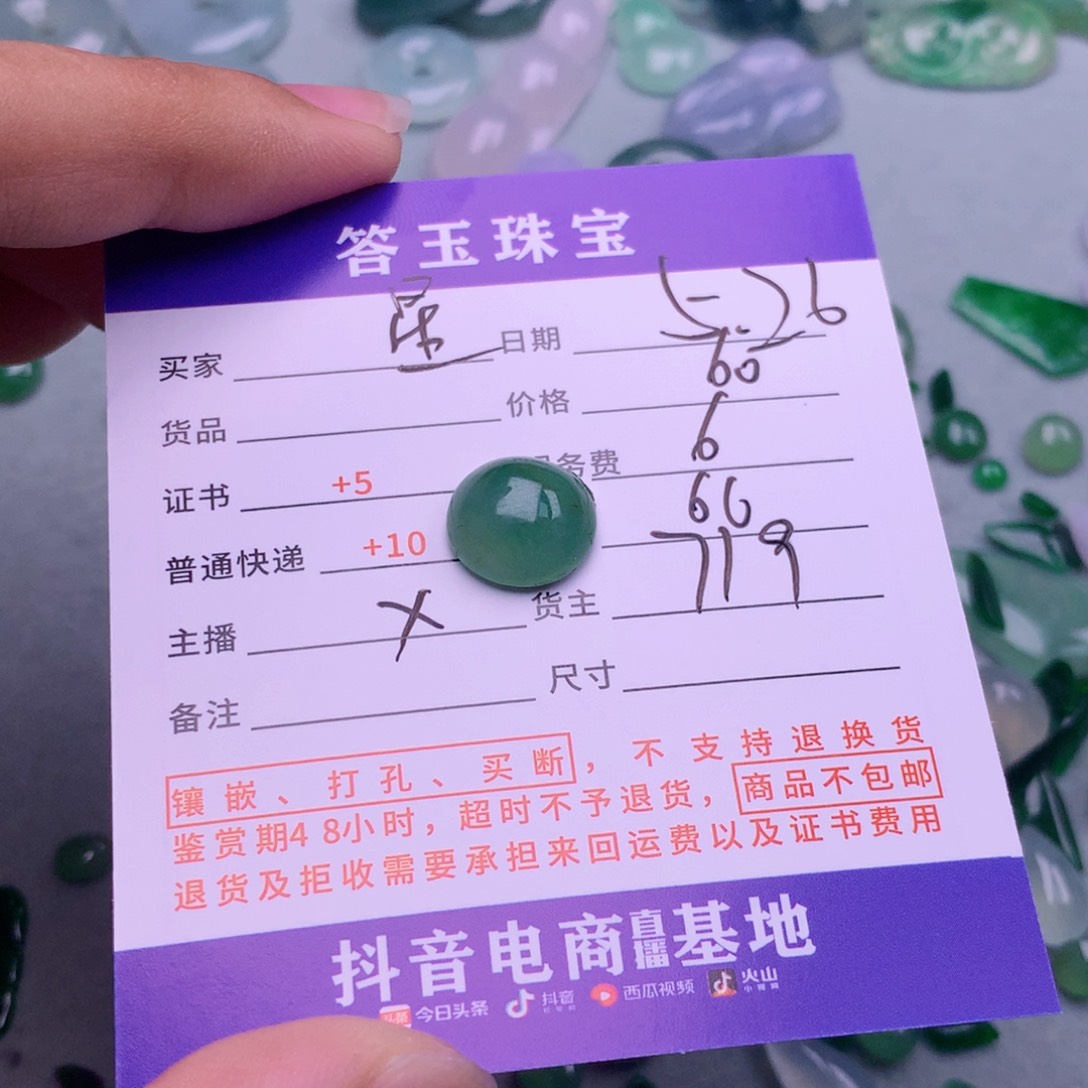 答玉珠宝
买家 日期 5-26
货品 价格 60
证书 +5 务费 6
普通快递 +10 66
主播 X 货主 719
备注 尺寸
镶嵌、打孔、买断，不支持退换货
鉴赏期48小时，超时不予退货，商品不包邮
退货及拒收需要承担来回运费以及证书费用
抖音电商直播基地
头条 今日头条 抖音 西瓜视频 火山